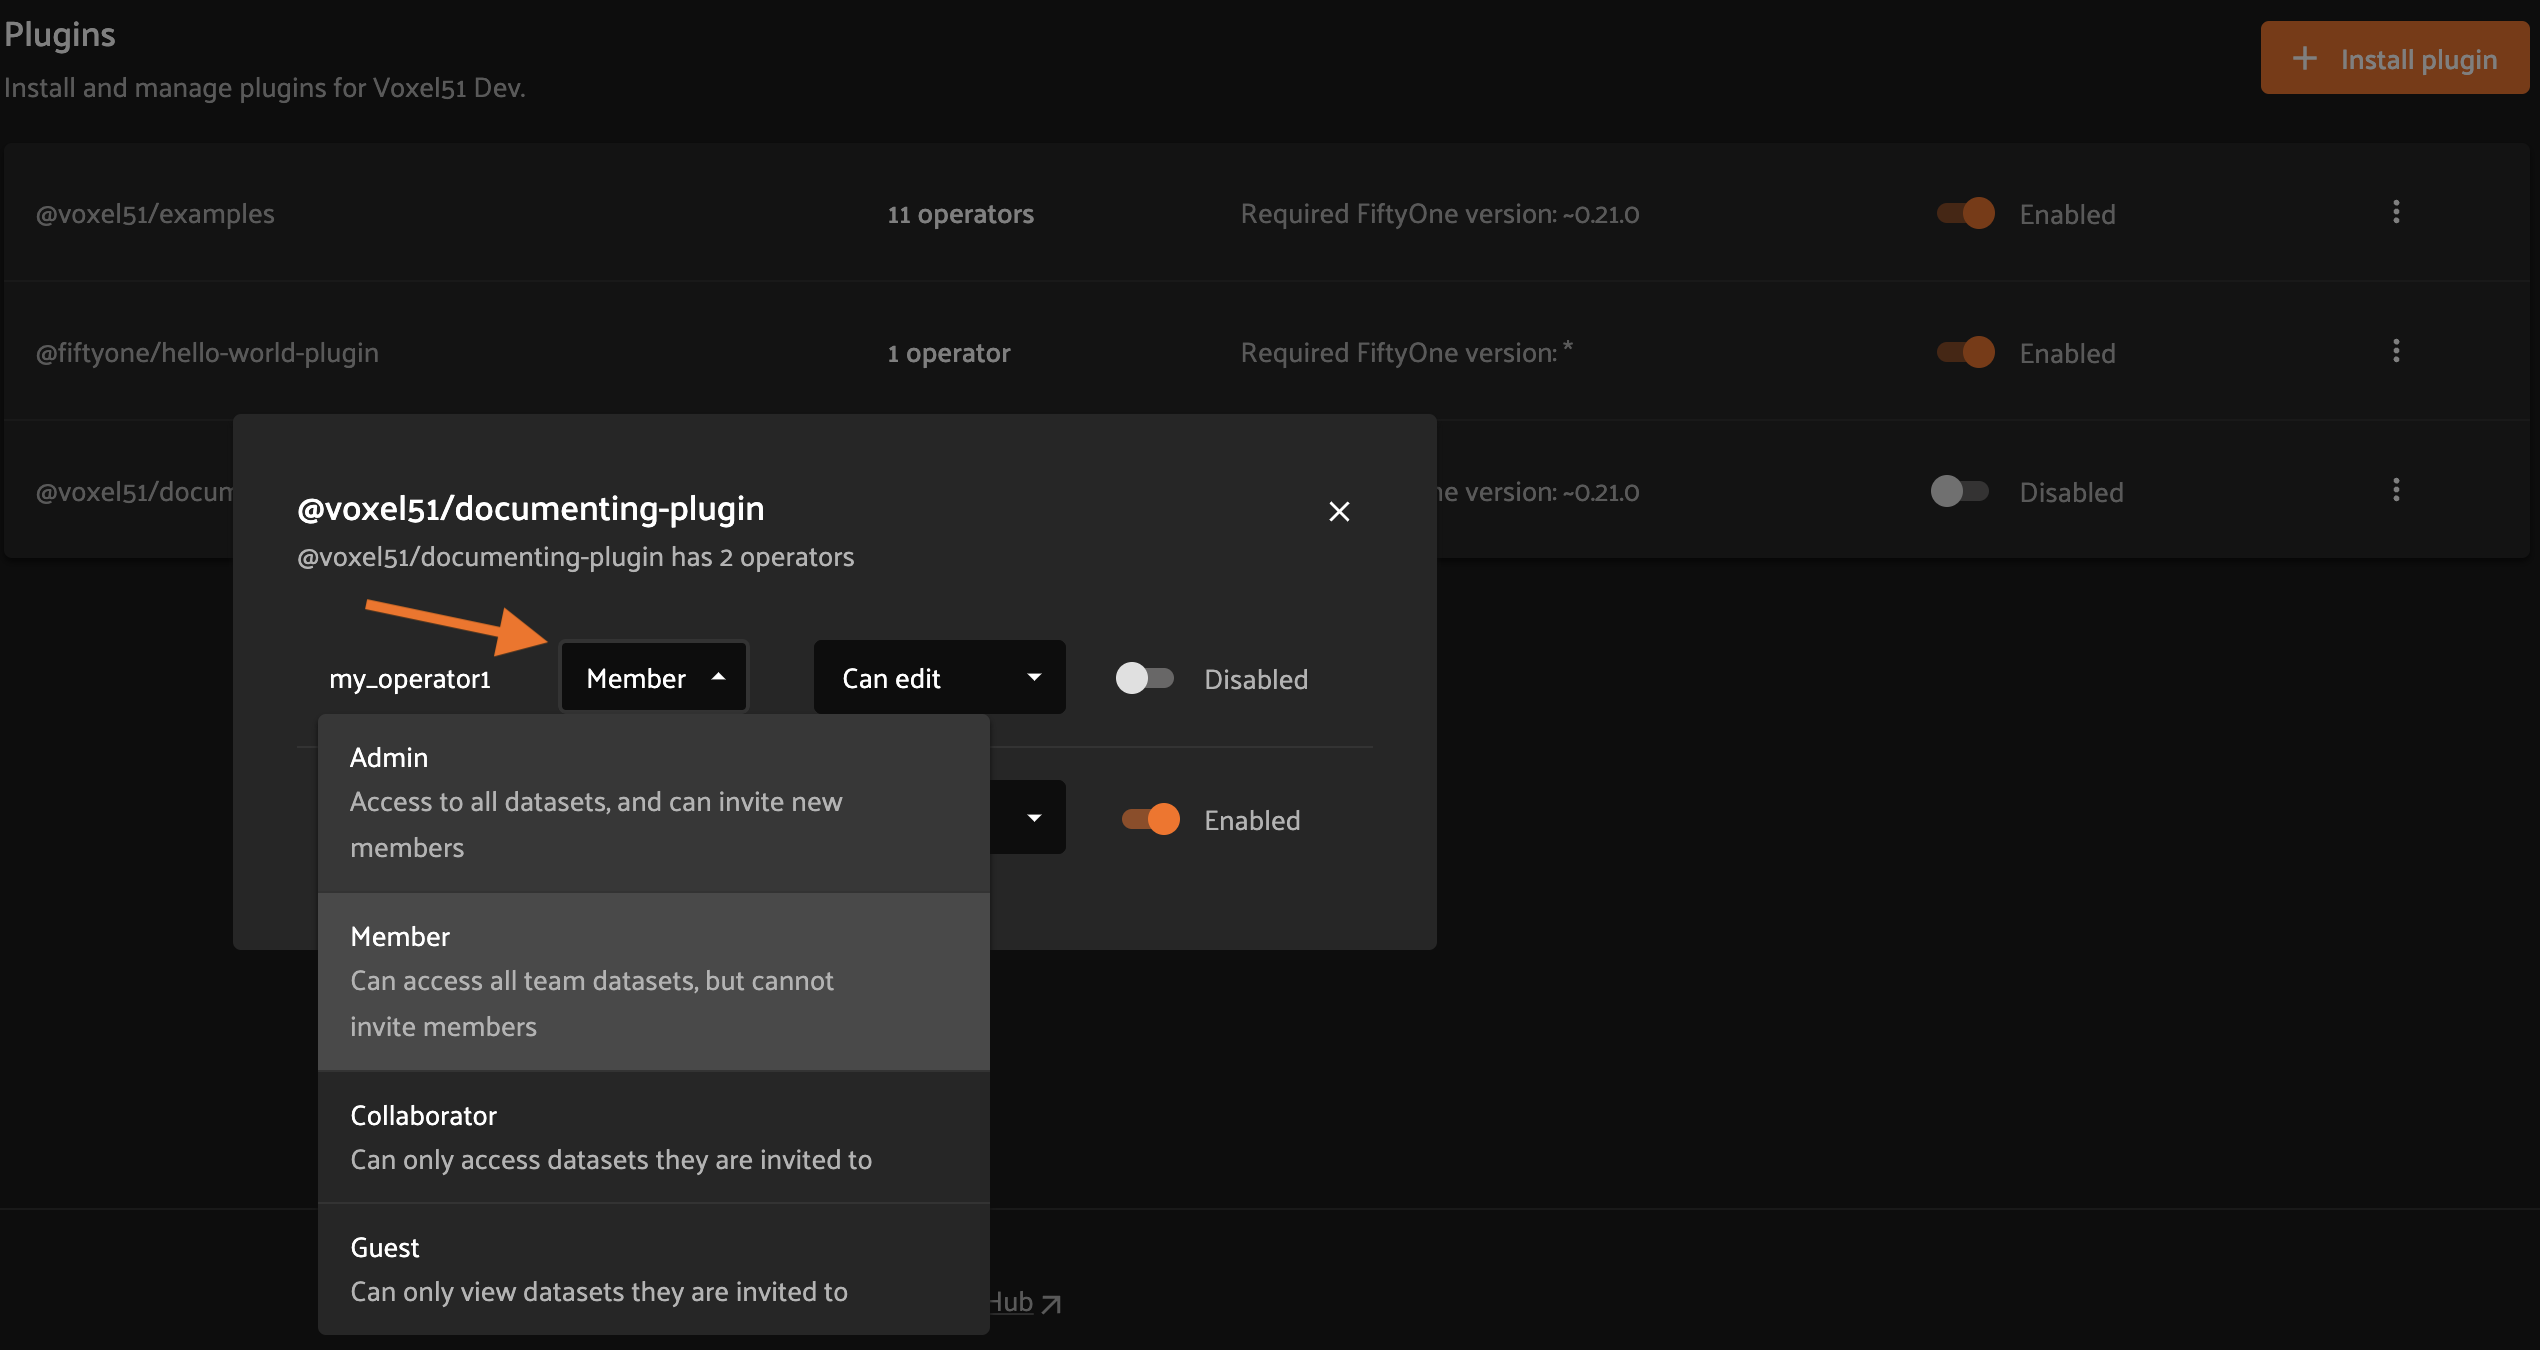 Plugins
Install plugin
Install and manage plugins for Voxel51 Dev.
@voxel51/examples 11 operators Required FiftyOne version: ~0.21.0 Enabled
@fiftyone/hello-world-plugin 1 operator Required FiftyOne version: * Enabled
@voxel51/docum version: ~0.21.0 Disabled
@voxel51/documenting-plugin
@voxel51/documenting-plugin has 2 operators
my_operator1 Member Can edit Disabled
Enabled
Admin
Access to all datasets, and can invite new
members
Member
Can access all team datasets, but cannot
invite members
Collaborator
Can only access datasets they are invited to
Guest
Can only view datasets they are invited to
Hub